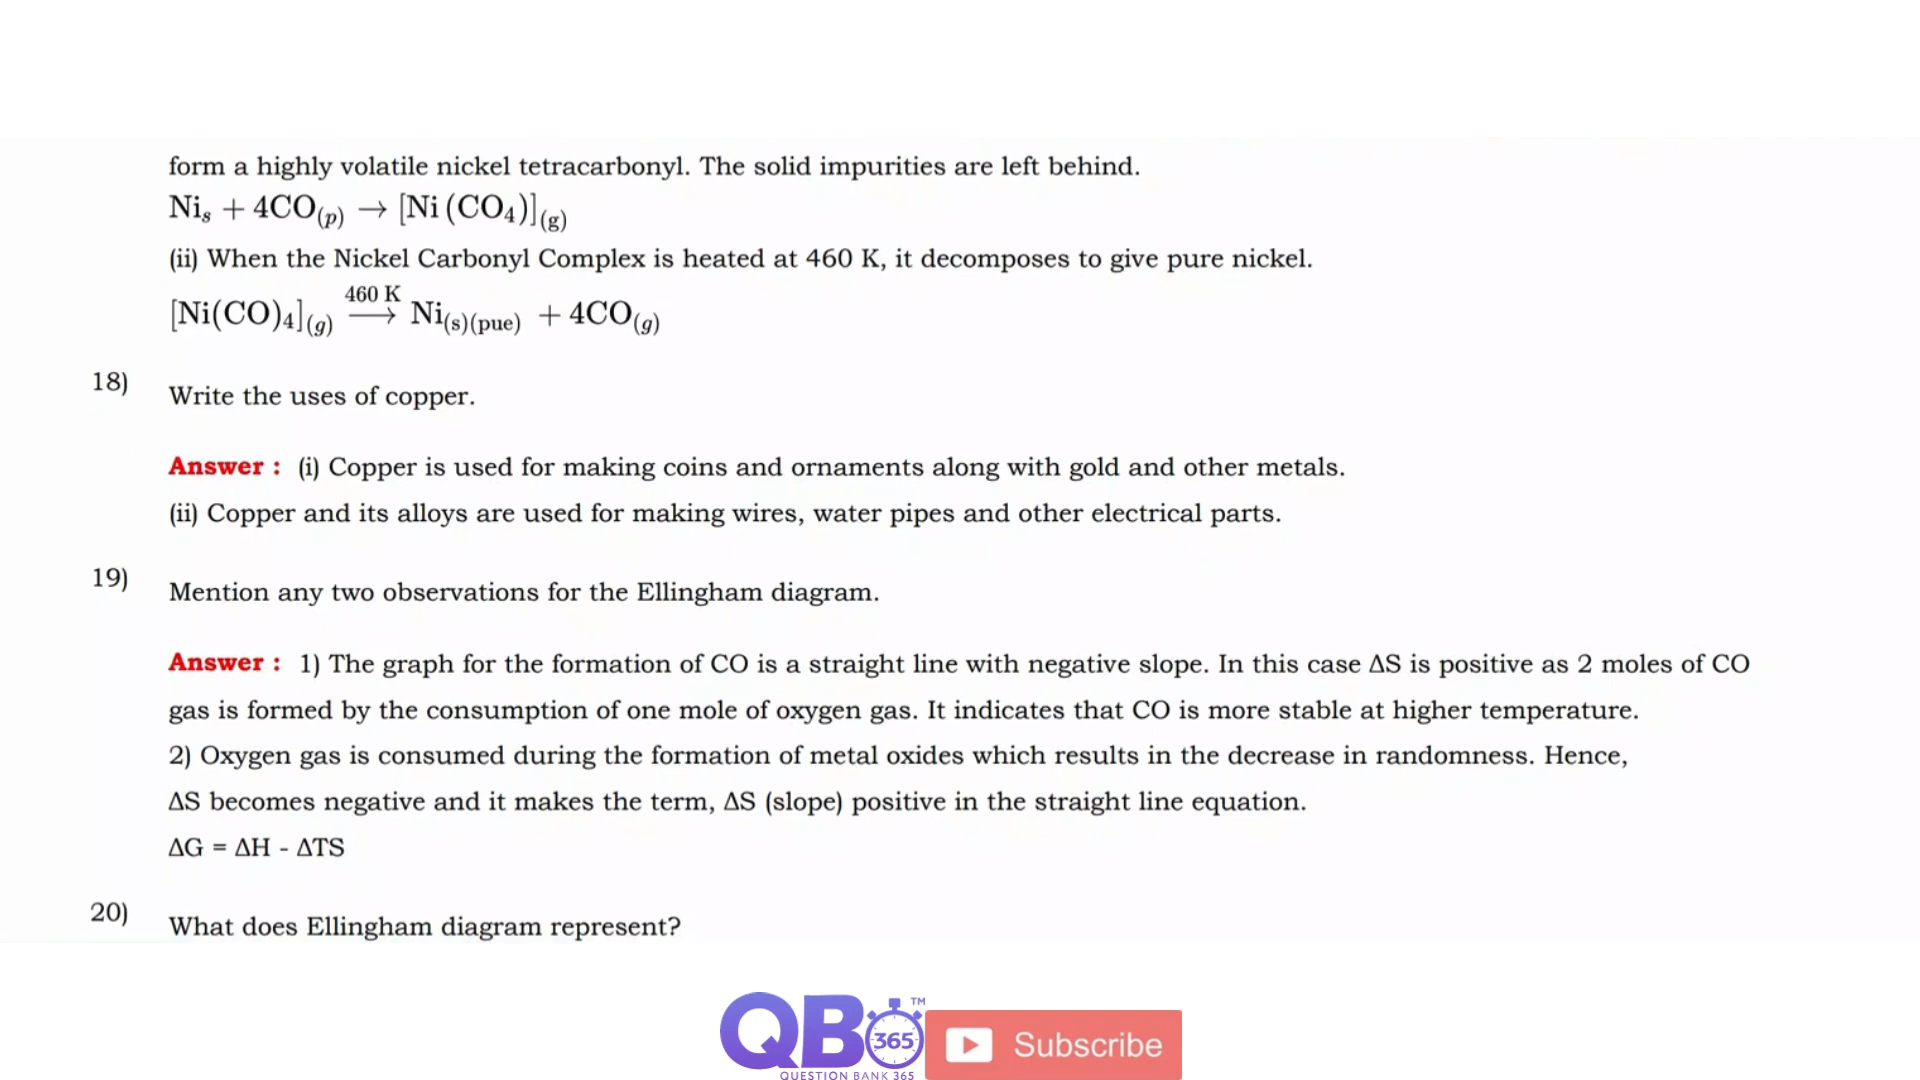 form a highly volatile nickel tetracarbonyl. The solid impurities are left behind.
Niₛ + 4CO₍ₚ₎ → [Ni (CO₄)]₍g₎
(ii) When the Nickel Carbonyl Complex is heated at 460 K, it decomposes to give pure nickel.
[Ni(CO)₄](g) 460 K ⟶ Ni(s)(pue) + 4CO(g)
18) Write the uses of copper.
Answer : (i) Copper is used for making coins and ornaments along with gold and other metals.
(ii) Copper and its alloys are used for making wires, water pipes and other electrical parts.
19) Mention any two observations for the Ellingham diagram.
Answer : 1) The graph for the formation of CO is a straight line with negative slope. In this case ΔS is positive as 2 moles of CO
gas is formed by the consumption of one mole of oxygen gas. It indicates that CO is more stable at higher temperature.
2) Oxygen gas is consumed during the formation of metal oxides which results in the decrease in randomness. Hence,
ΔS becomes negative and it makes the term, ΔS (slope) positive in the straight line equation.
ΔG = ΔH - ΔTS
20) What does Ellingham diagram represent?
QB 365 ™
QUESTION BANK 365
Subscribe